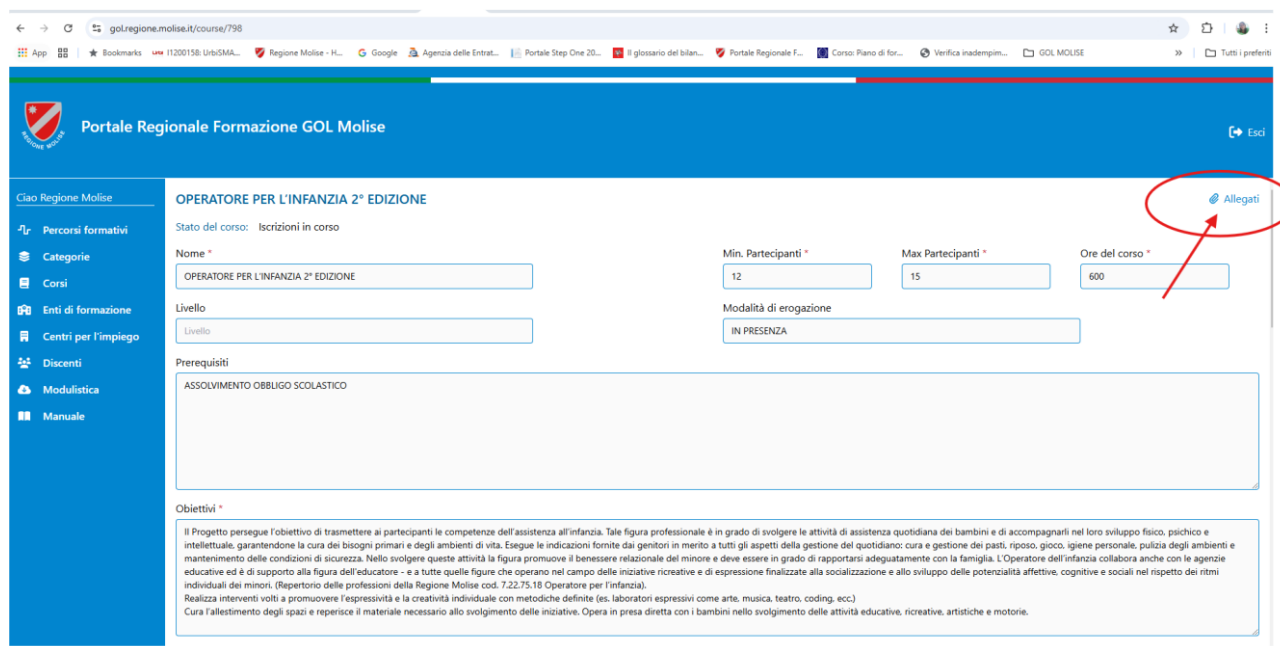 gol.regione.molise.it/course/798
App
Bookmarks
I1200158: UrbiSMA...
Regione Molise - H...
Google
Agenzia delle Entrat...
Portale Step One 20...
Il glossario del bilan...
Portale Regionale F...
Corso: Piano di for...
Verifica inadempim...
GOL MOLISE
»
Tutti i preferiti
REGIONE MOLISE
Portale Regionale Formazione GOL Molise
Esci
Ciao Regione Molise
Percorsi formativi
Categorie
Corsi
Enti di formazione
Centri per l'impiego
Discenti
Modulistica
Manuale
OPERATORE PER L'INFANZIA 2° EDIZIONE
Allegati
Stato del corso: Iscrizioni in corso
Nome *
Min. Partecipanti *
Max Partecipanti *
Ore del corso *
OPERATORE PER L'INFANZIA 2° EDIZIONE
12
15
600
Livello
Modalità di erogazione
Livello
IN PRESENZA
Prerequisiti
ASSOLVIMENTO OBBLIGO SCOLASTICO
Obiettivi *
Il Progetto persegue l'obiettivo di trasmettere ai partecipanti le competenze dell'assistenza all'infanzia. Tale figura professionale è in grado di svolgere le attività di assistenza quotidiana dei bambini e di accompagnarli nel loro sviluppo fisico, psichico e
intellettuale, garantendone la cura dei bisogni primari e degli ambienti di vita. Esegue le indicazioni fornite dai genitori in merito a tutti gli aspetti della gestione del quotidiano: cura e gestione dei pasti, riposo, gioco, igiene personale, pulizia degli ambienti e
mantenimento delle condizioni di sicurezza. Nello svolgere queste attività la figura promuove il benessere relazionale del minore e deve essere in grado di rapportarsi adeguatamente con la famiglia. L'Operatore dell'infanzia collabora anche con le agenzie
educative ed è di supporto alla figura dell'educatore - e a tutte quelle figure che operano nel campo delle iniziative ricreative e di espressione finalizzate alla socializzazione e allo sviluppo delle potenzialità affettive, cognitive e sociali nel rispetto dei ritmi
individuali dei minori. (Repertorio delle professioni della Regione Molise cod. 7.22.75.18 Operatore per l'infanzia).
Realizza interventi volti a promuovere l'espressività e la creatività individuale con metodiche definite (es. laboratori espressivi come arte, musica, teatro, coding, ecc.)
Cura l'allestimento degli spazi e reperisce il materiale necessario allo svolgimento delle iniziative. Opera in presa diretta con i bambini nello svolgimento delle attività educative, ricreative, artistiche e motorie.